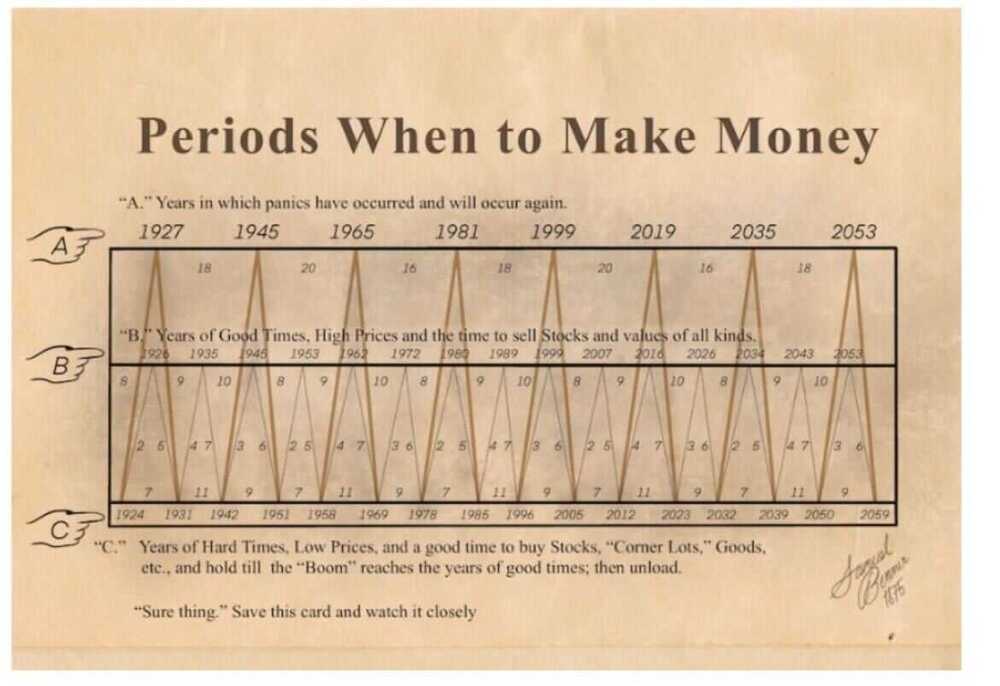 Periods When to Make Money
“A.” Years in which panics have occurred and will occur again.
A
1927 1945 1965 1981 1999 2019 2035 2053
18 20 16 18 20 16 18
“B.” Years of Good Times, High Prices and the time to sell Stocks and values of all kinds.
B
1926 1935 1945 1953 1962 1972 1980 1989 1999 2007 2016 2026 2034 2043 2053
8 9 10 8 9 10 8 9 10 8 9 10 8 9 10
2 5 4 7 3 6 2 5 4 7 3 6 2 5 4 7 3 6 2 5 4 7 3 6 2 5 4 7 3 6
7 11 9 7 11 9 7 11 9 7 11 9 7 11 9
C
1924 1931 1942 1951 1958 1969 1978 1985 1996 2005 2012 2023 2032 2039 2050 2059
“C.” Years of Hard Times, Low Prices, and a good time to buy Stocks, “Corner Lots,” Goods,
etc., and hold till the “Boom” reaches the years of good times; then unload.
Samuel
Benner
1875
“Sure thing.” Save this card and watch it closely